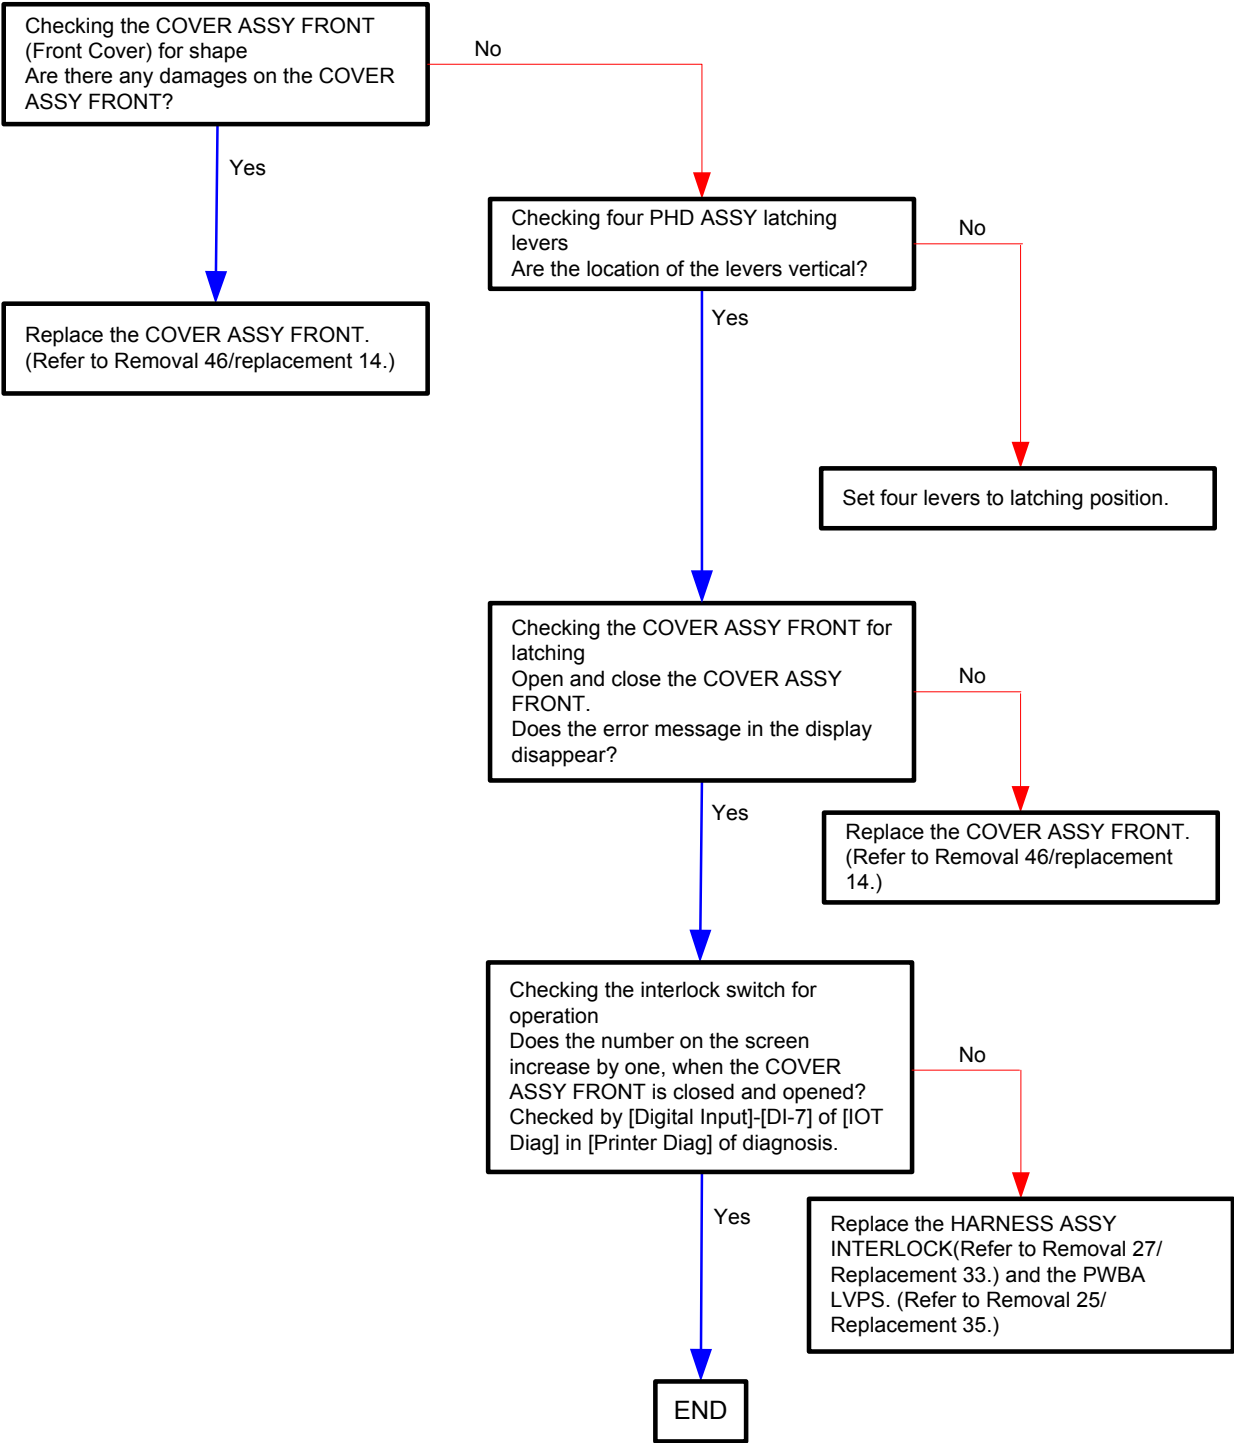 Checking the COVER ASSY FRONT
(Front Cover) for shape
Are there any damages on the COVER
ASSY FRONT?
No
Yes
Checking four PHD ASSY latching
levers
Are the location of the levers vertical?
No
Yes
Replace the COVER ASSY FRONT.
(Refer to Removal 46/replacement 14.)
Set four levers to latching position.
Checking the COVER ASSY FRONT for
latching
Open and close the COVER ASSY
FRONT.
Does the error message in the display
disappear?
No
Yes
Replace the COVER ASSY FRONT.
(Refer to Removal 46/replacement
14.)
Checking the interlock switch for
operation
Does the number on the screen
increase by one, when the COVER
ASSY FRONT is closed and opened?
Checked by [Digital Input]-[DI-7] of [IOT
Diag] in [Printer Diag] of diagnosis.
No
Yes
Replace the HARNESS ASSY
INTERLOCK(Refer to Removal 27/
Replacement 33.) and the PWBA
LVPS. (Refer to Removal 25/
Replacement 35.)
END